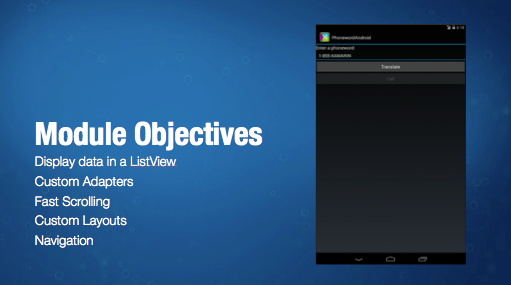 Module Objectives
Display data in a ListView
Custom Adapters
Fast Scrolling
Custom Layouts
Navigation
PhonewordAndroid
Enter a phoneword
1-855-XAMARIN
Translate
Call